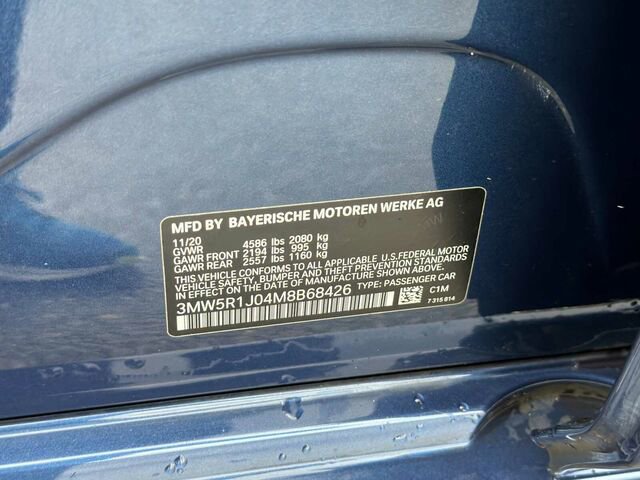 MFD BY BAYERISCHE MOTOREN WERKE AG
11/20 4586 lbs 2080 kg
GVWR
GAWR FRONT 2194 lbs 995 kg
GAWR REAR 2557 lbs 1160 kg
THIS VEHICLE CONFORMS TO ALL APPLICABLE U.S.FEDERAL MOTOR
VEHICLE SAFETY, BUMPER, AND THEFT PREVENTION STANDARDS
IN EFFECT ON THE DATE OF MANUFACTURE SHOWN ABOVE.
3MW5R1J04M8B68426 TYPE: PASSENGER CAR
C1M
7 315 814